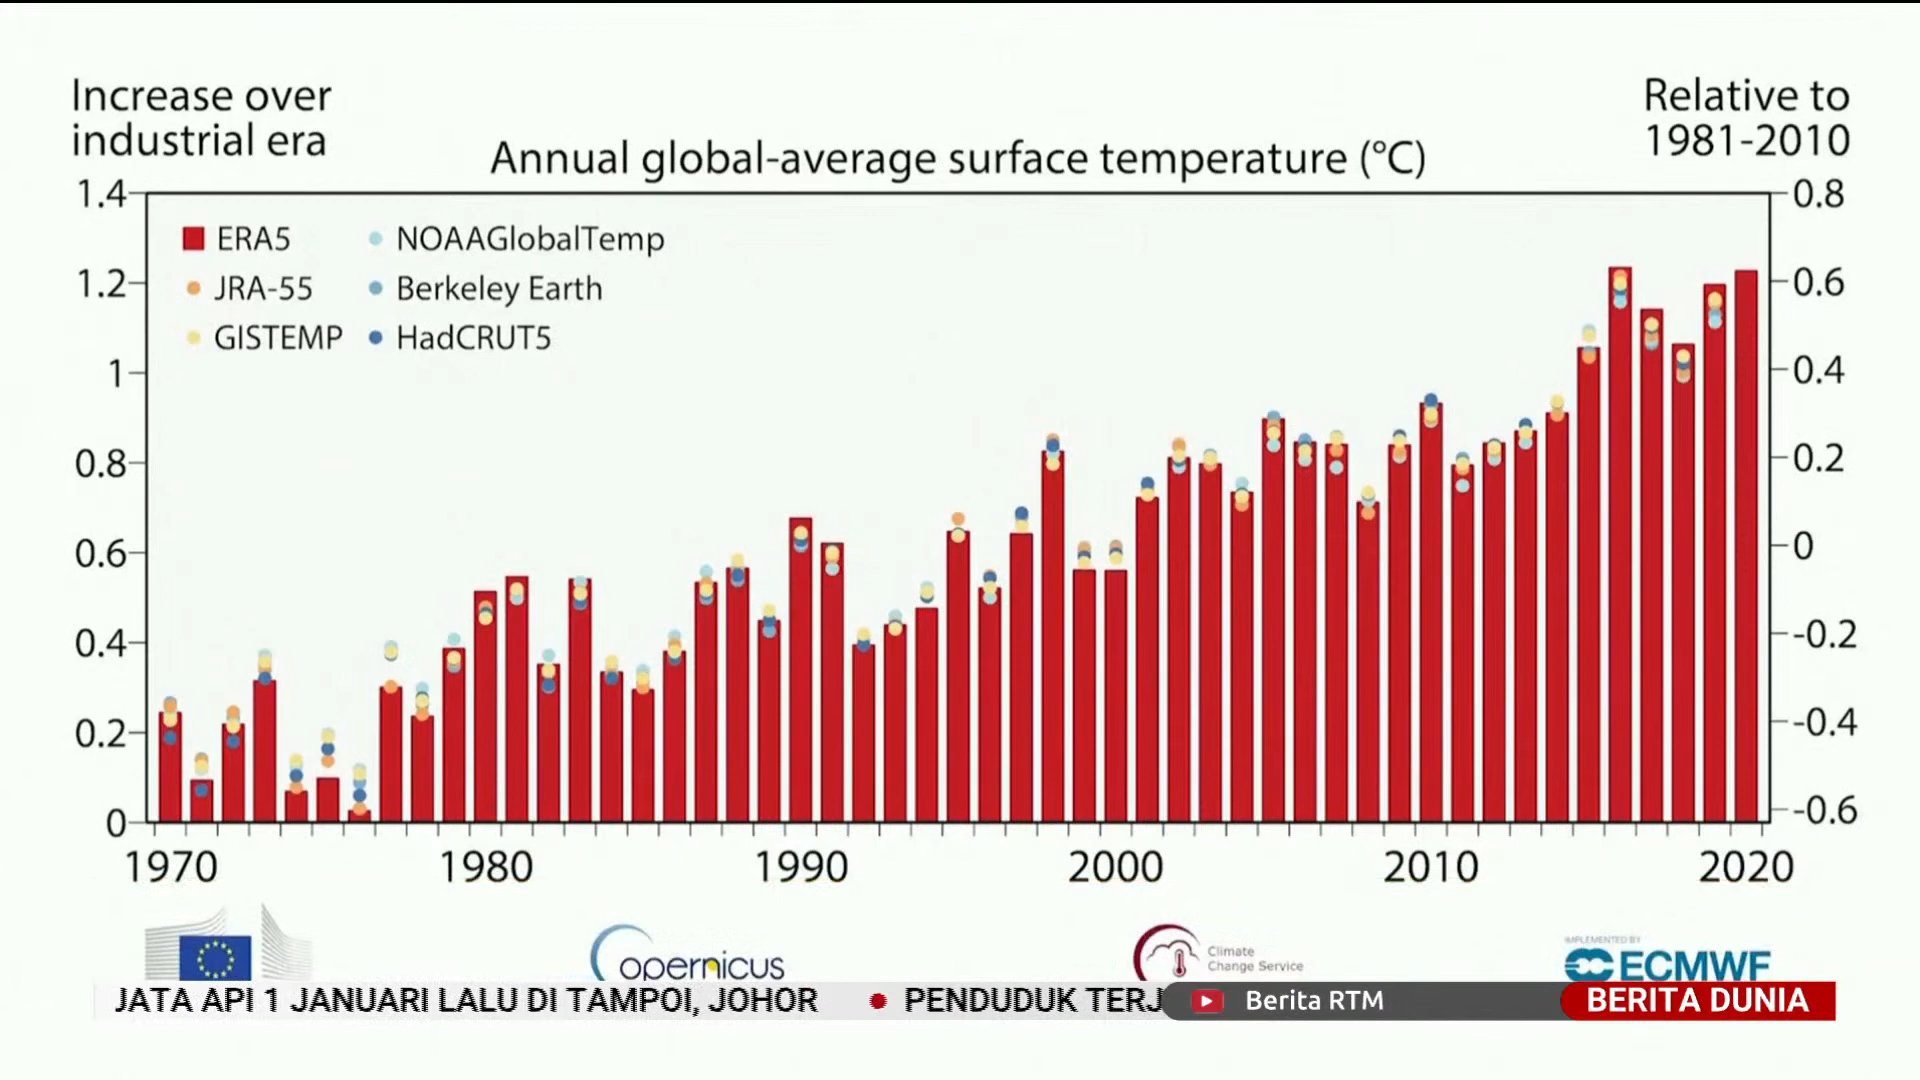 Increase over
industrial era
Relative to
1981-2010
Annual global-average surface temperature (°C)
1.4
1.2
1
0.8
0.6
0.4
0.2
0
0.8
0.6
0.4
0.2
0
-0.2
-0.4
-0.6
ERA5
JRA-55
GISTEMP
NOAAGlobalTemp
Berkeley Earth
HadCRUT5
1970 1980 1990 2000 2010 2020
opernicus
Climate
Change Service
IMPLEMENTED BY
ECMWF
JATA API 1 JANUARI LALU DI TAMPOI, JOHOR • PENDUDUK TERJ
Berita RTM
BERITA DUNIA